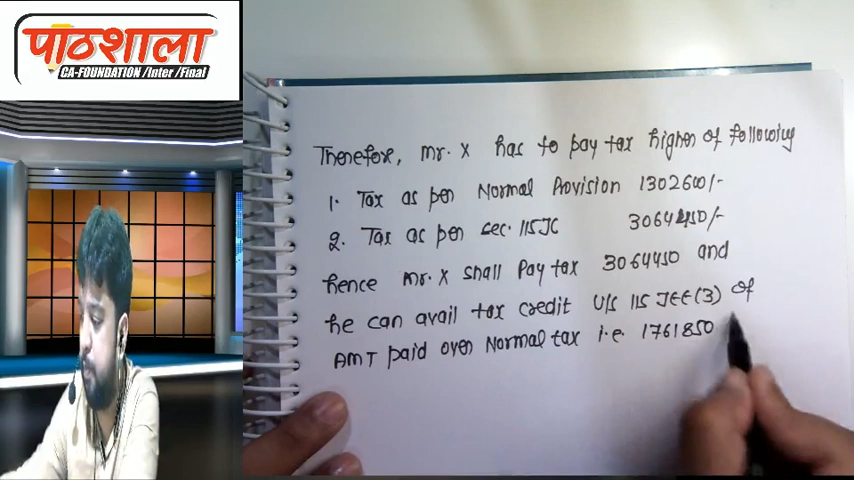 पाठशाला
CA-FOUNDATION /Inter /Final
Therefore, Mr. X has to pay tax higher of following
1. Tax as per Normal Provision 1302600/-
2. Tax as per sec. 115JC 3064450/-
hence Mr. X shall Pay tax 3064450 and
he can avail tax credit U/s 115 JEE(3) of
AMT paid over Normal tax i.e. 1761850